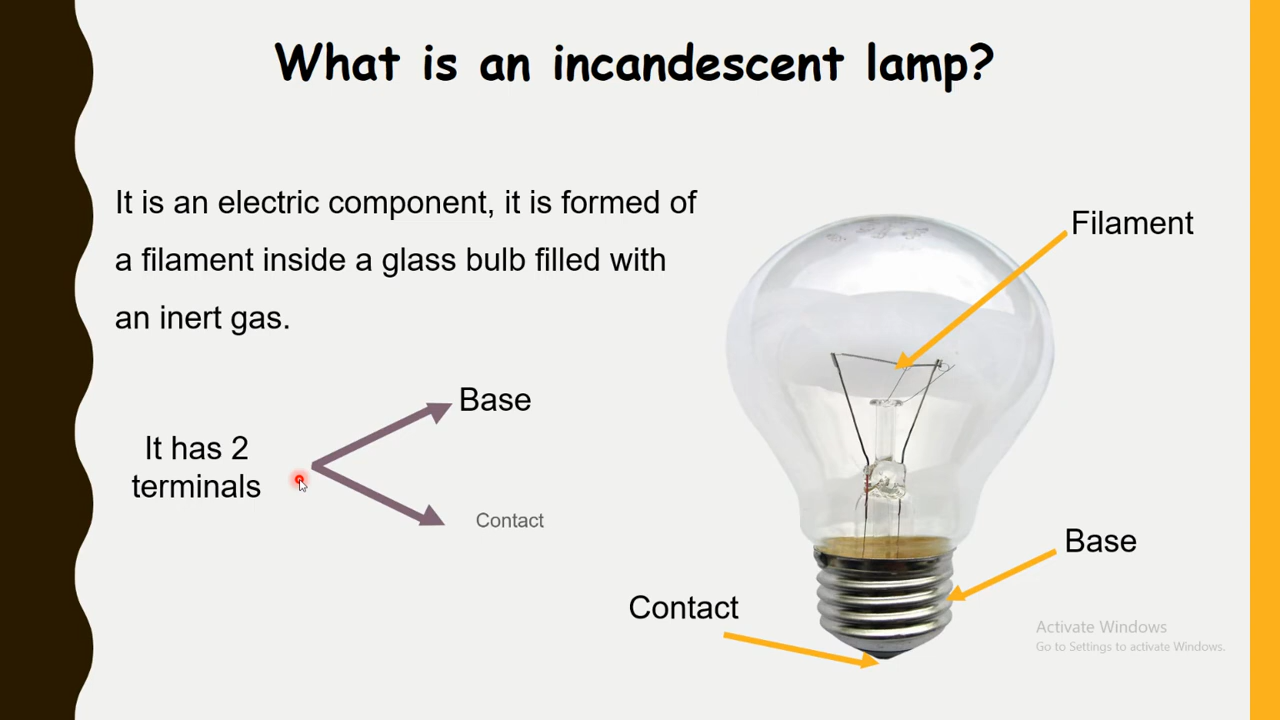 What is an incandescent lamp?
It is an electric component, it is formed of
a filament inside a glass bulb filled with
an inert gas.
Base
It has 2
terminals
Contact
Filament
Base
Contact
Activate Windows
Go to Settings to activate Windows.